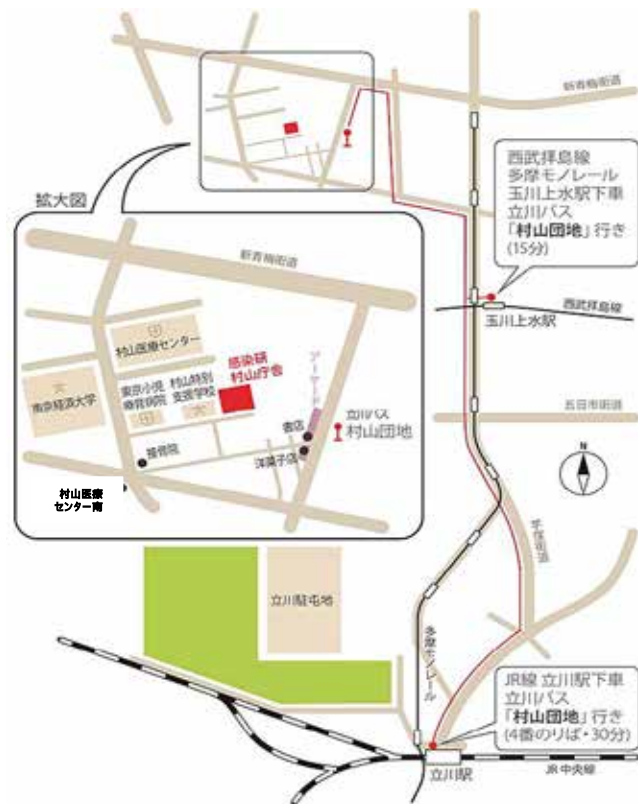 新青梅街道
西武拝島線
多摩モノレール
玉川上水駅下車
立川バス
「村山団地」行き
(15分)
拡大図
新青梅街道
西武拝島線
玉川上水駅
村山医療センター
感染研
村山庁舎
東京小児
療育病院
村山特別
支援学校
東京経済大学
アーケード
立川バス
村山団地
書店
洋菓子店
接骨院
五日市街道
N
村山医療
センター南
芋窪街道
立川駐屯地
多摩モノレール
JR線 立川駅下車
立川バス
「村山団地」行き
(4番のりば・30分)
立川駅
JR中央線